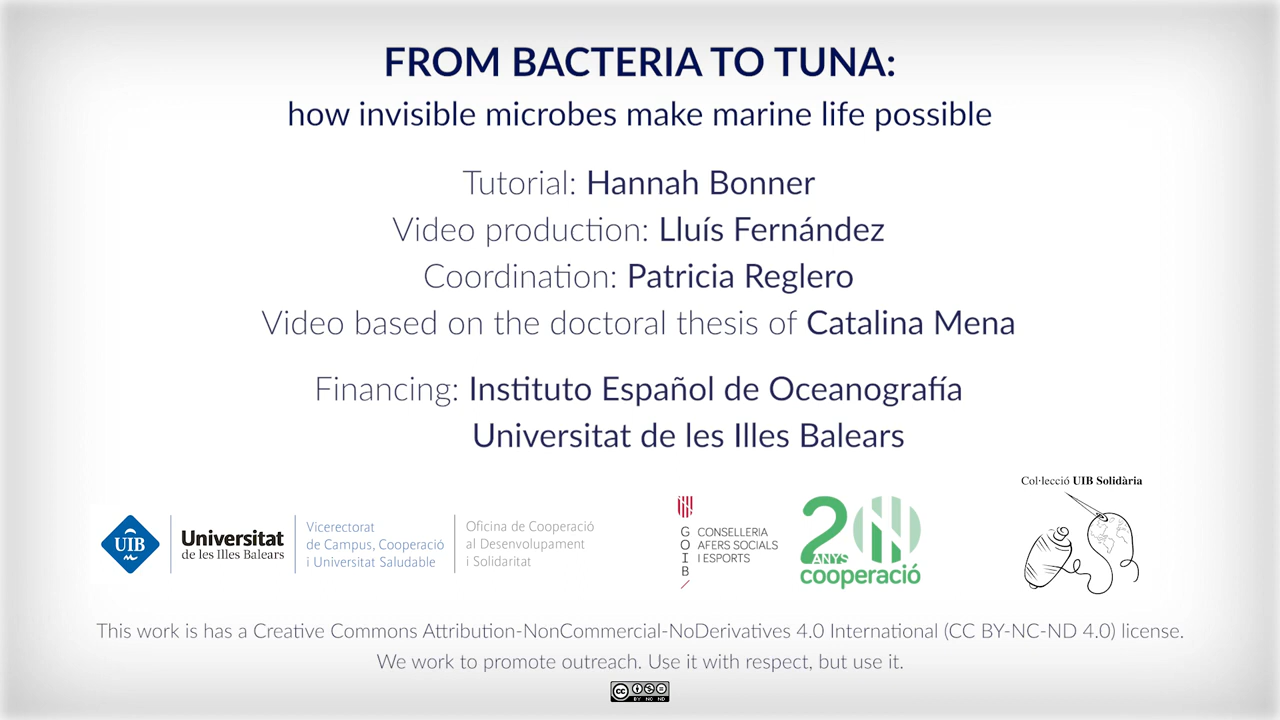 FROM BACTERIA TO TUNA:
how invisible microbes make marine life possible
Tutorial: Hannah Bonner
Video production: Lluís Fernández
Coordination: Patricia Reglero
Video based on the doctoral thesis of Catalina Mena
Financing: Instituto Español de Oceanografía
Universitat de les Illes Balears
Col·lecció UIB Solidària
UIB
Universitat
de les Illes Balears
Vicerectorat
de Campus, Cooperació
i Universitat Saludable
Oficina de Cooperació
al Desenvolupament
i Solidaritat
GOIB
CONSELLERIA
AFERS SOCIALS
I ESPORTS
20
ANYS
cooperació
This work is has a Creative Commons Attribution-NonCommercial-NoDerivatives 4.0 International (CC BY-NC-ND 4.0) license.
We work to promote outreach. Use it with respect, but use it.
cc
BY NC ND